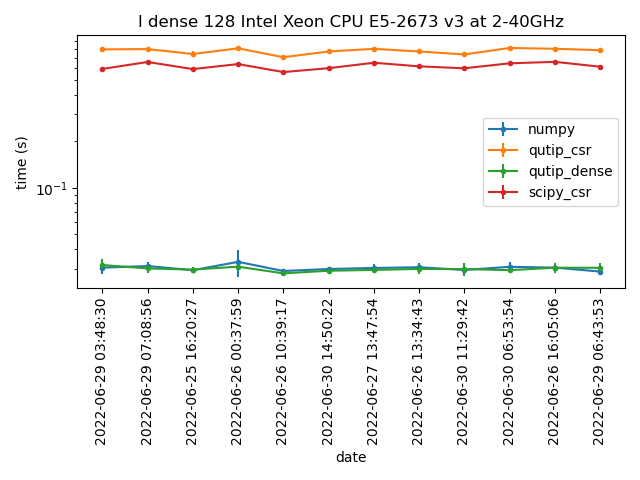 l dense 128 Intel Xeon CPU E5-2673 v3 at 2-40GHz
time (s)
10⁻¹
numpy
qutip_csr
qutip_dense
scipy_csr
2022-06-29 03:48:30
2022-06-29 07:08:56
2022-06-25 16:20:27
2022-06-26 00:37:59
2022-06-26 10:39:17
2022-06-30 14:50:22
2022-06-27 13:47:54
2022-06-26 13:34:43
2022-06-30 11:29:42
2022-06-30 06:53:54
2022-06-26 16:05:06
2022-06-29 06:43:53
date